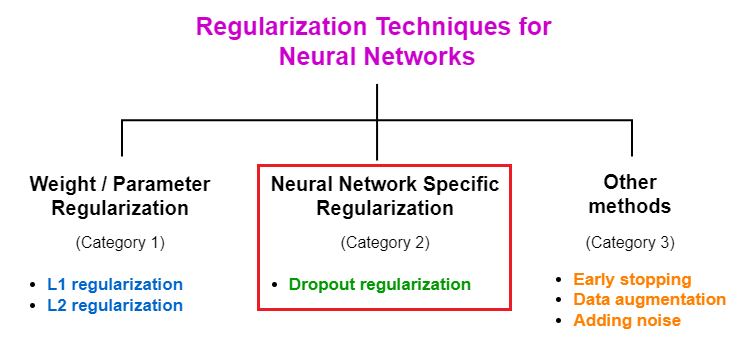 Regularization Techniques for
Neural Networks
Weight / Parameter
Regularization
(Category 1)
• L1 regularization
• L2 regularization
Neural Network Specific
Regularization
(Category 2)
• Dropout regularization
Other
methods
(Category 3)
• Early stopping
• Data augmentation
• Adding noise